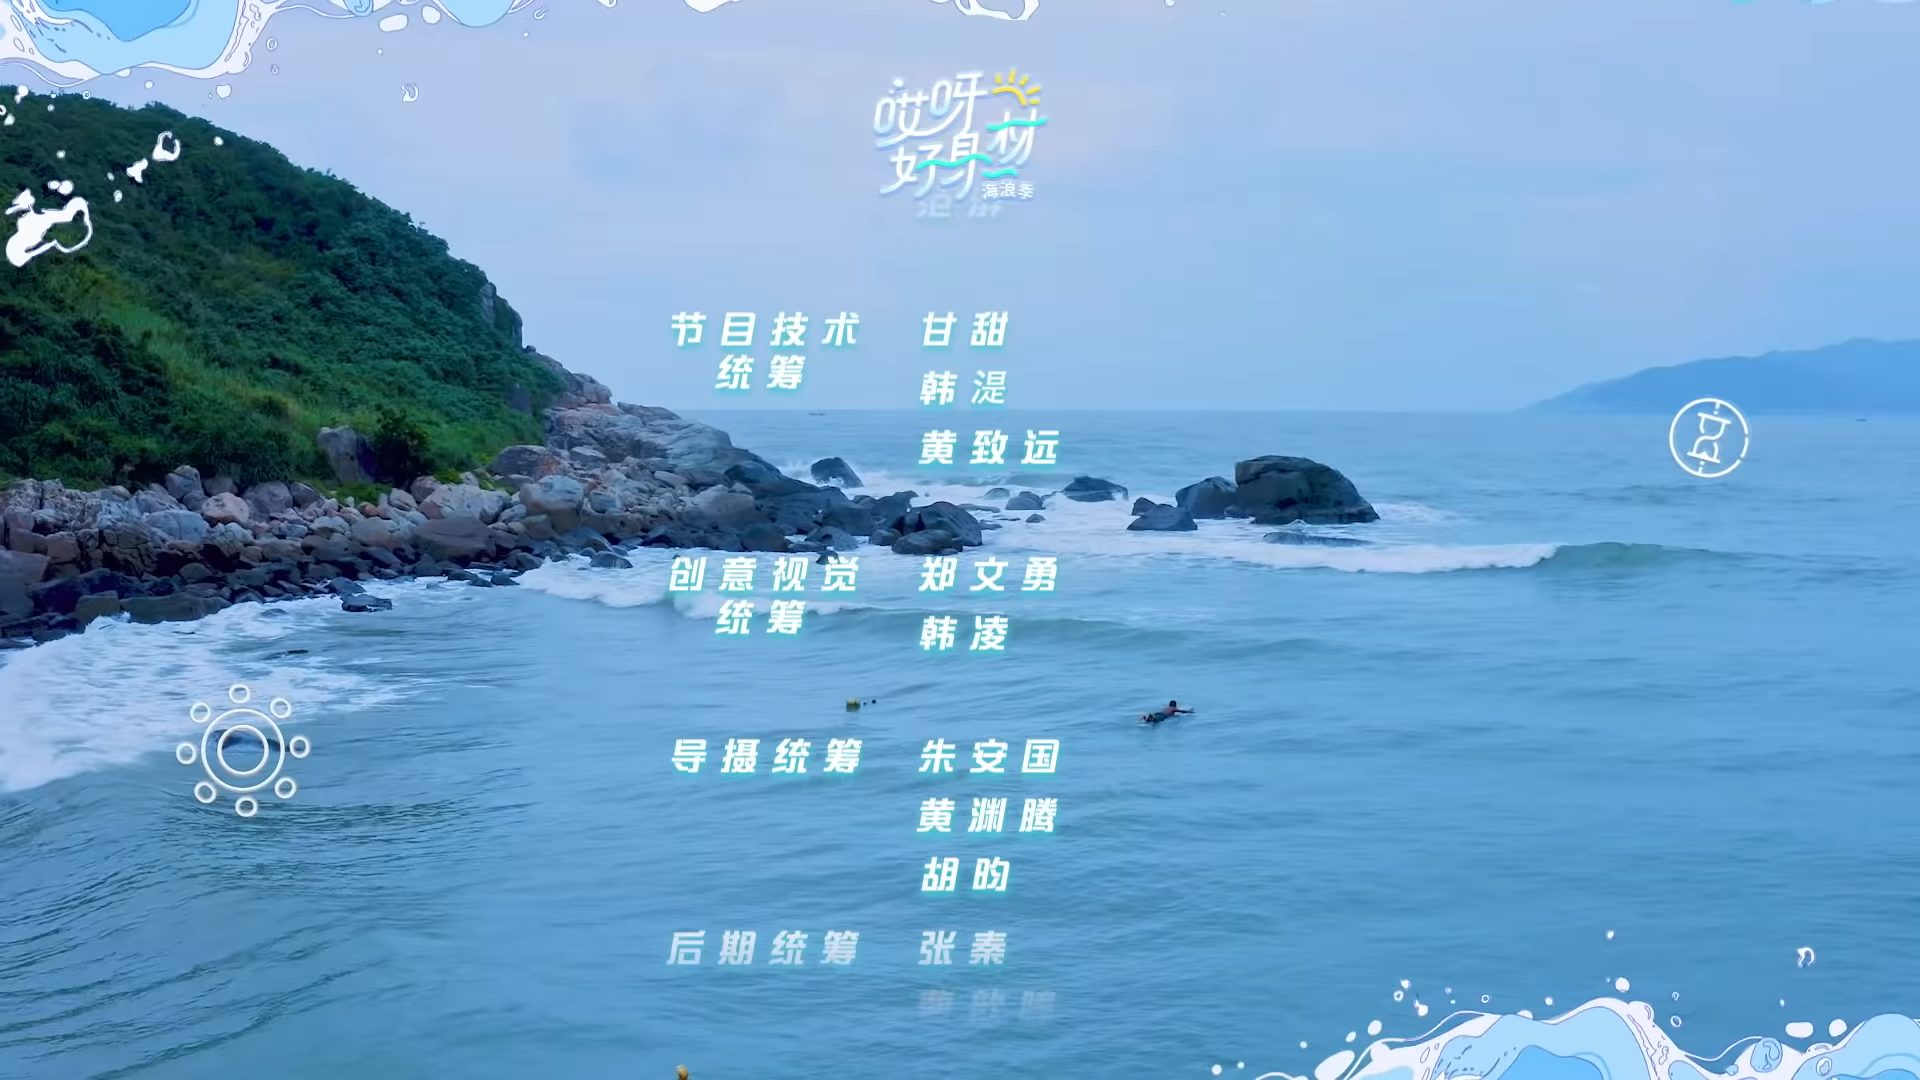 哎呀
好身材
海浪季
节目技术 甘甜
统筹
韩湜
黄致远
创意视觉 郑文勇
统筹
韩凌
导摄统筹 朱安国
黄渊腾
胡昀
后期统筹 张秦